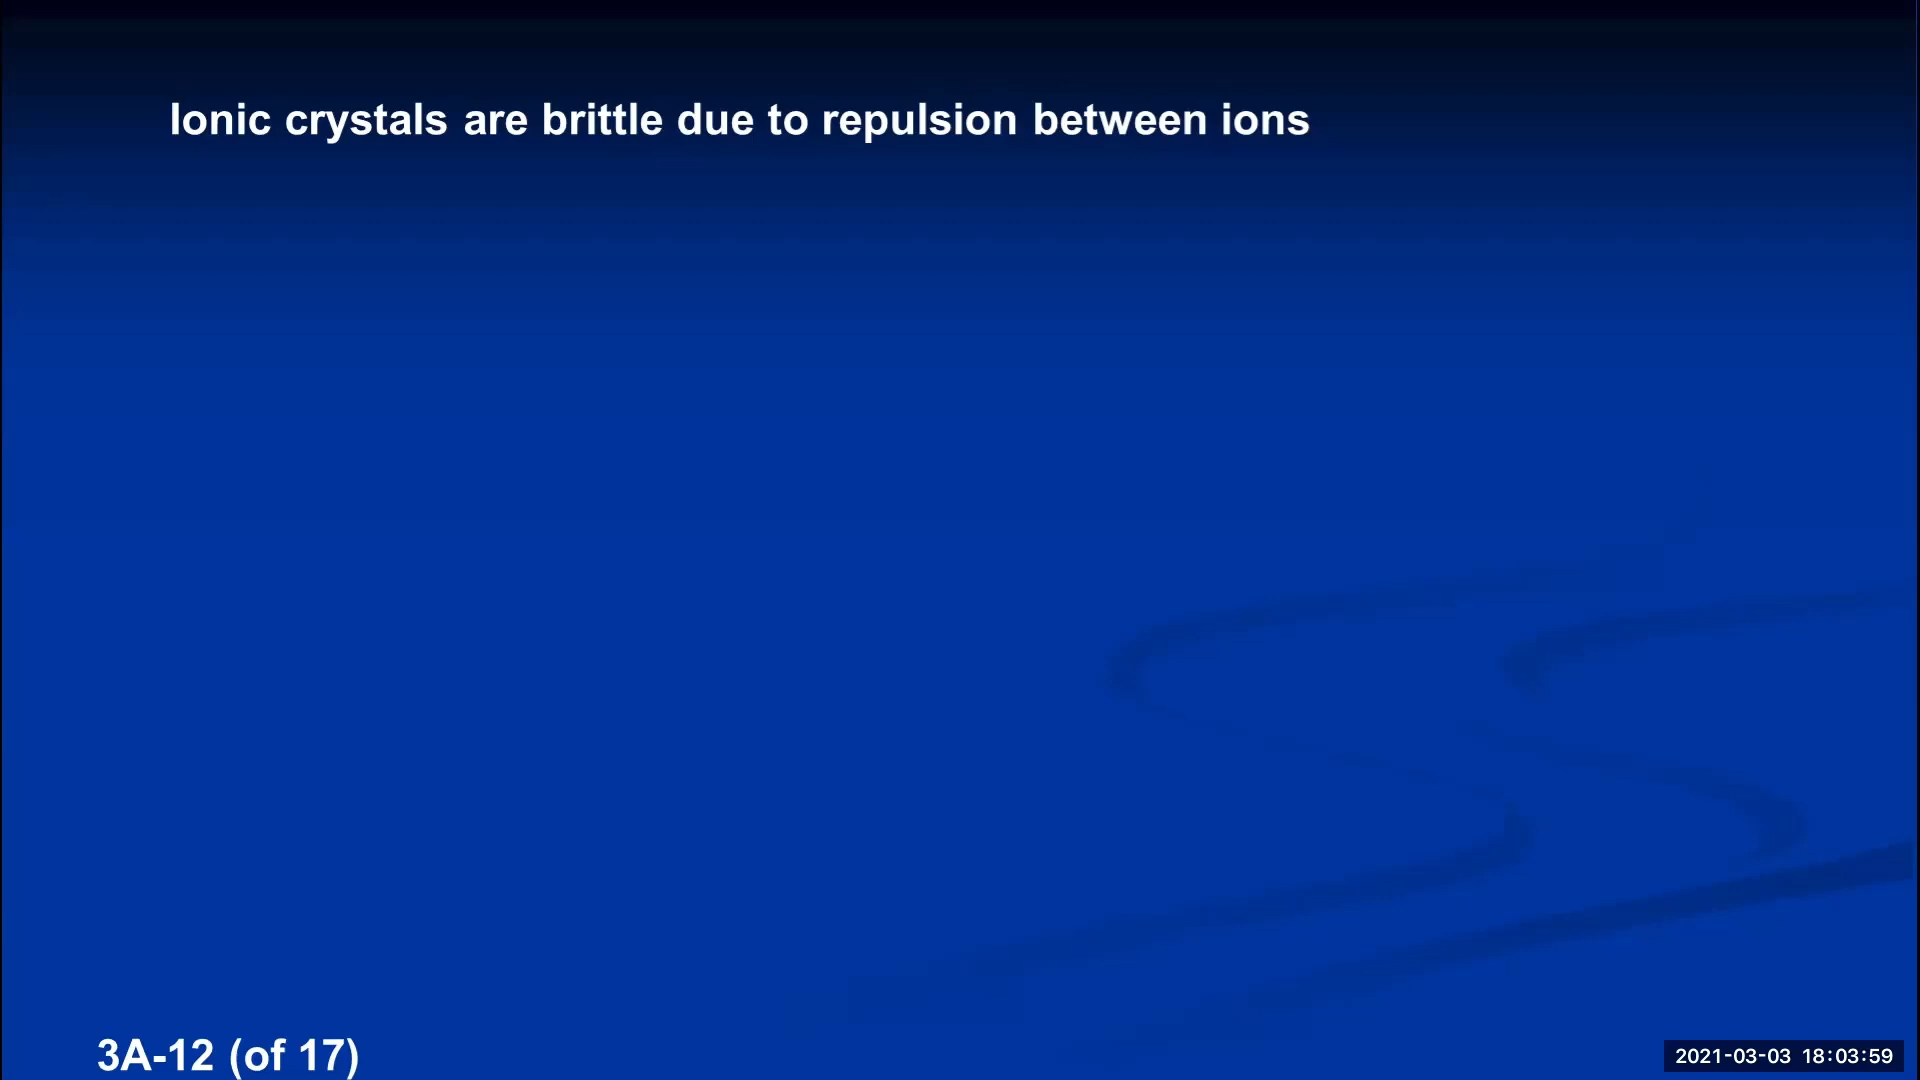 Ionic crystals are brittle due to repulsion between ions
3A-12 (of 17)
2021-03-03 18:03:59